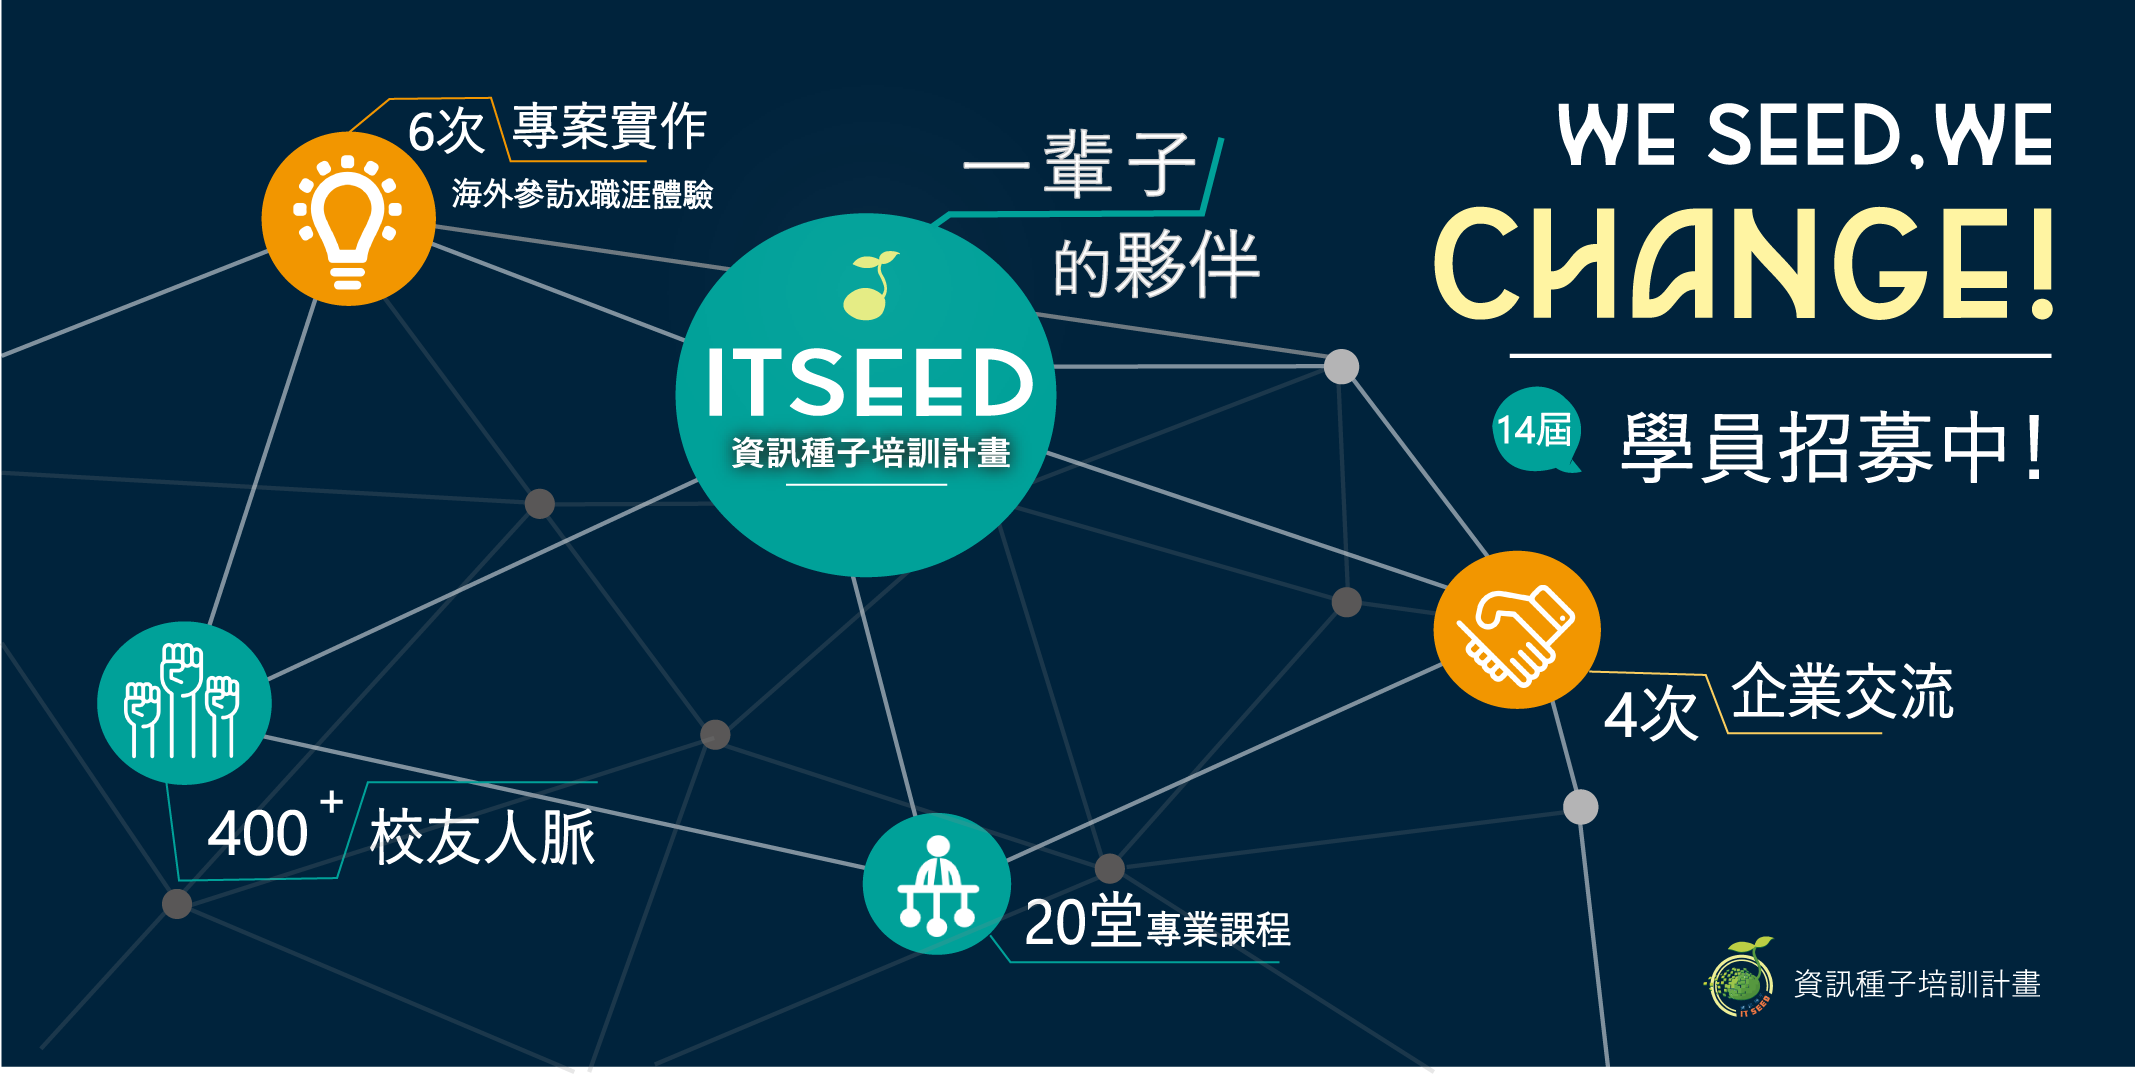 6次 專案實作
海外參訪x職涯體驗
一輩子
的夥伴
WE SEED,WE
CHANGE!
ITSEED
資訊種子培訓計畫
14屆 學員招募中!
4次 企業交流
400+ 校友人脈
20堂專業課程
IT SEED
資訊種子培訓計畫